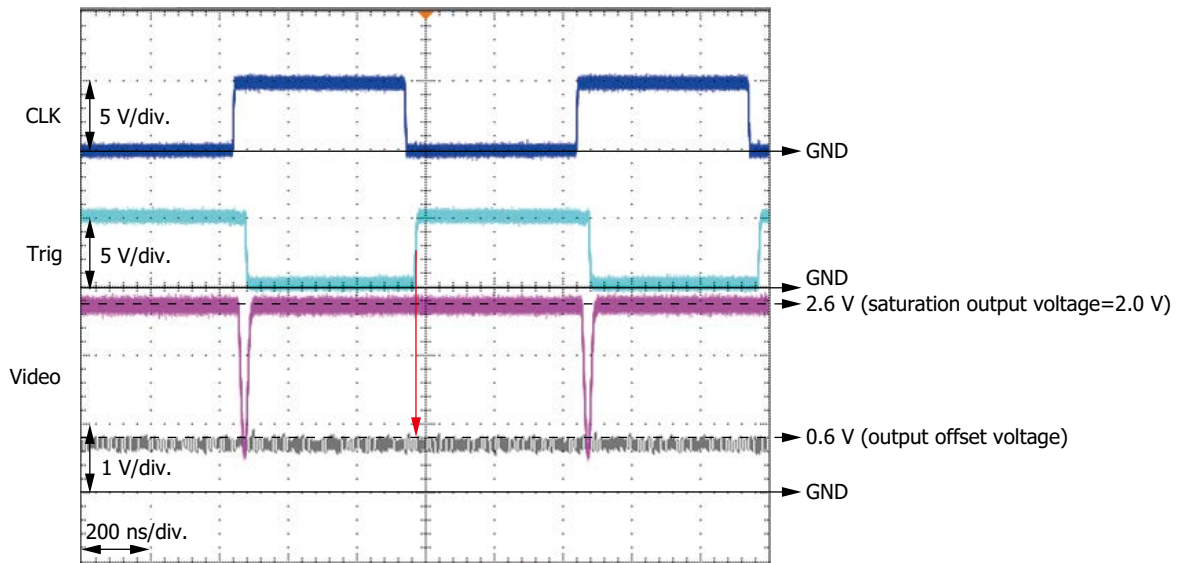 CLK
5 V/div.
GND
Trig
5 V/div.
GND
2.6 V (saturation output voltage=2.0 V)
Video
0.6 V (output offset voltage)
1 V/div.
GND
200 ns/div.